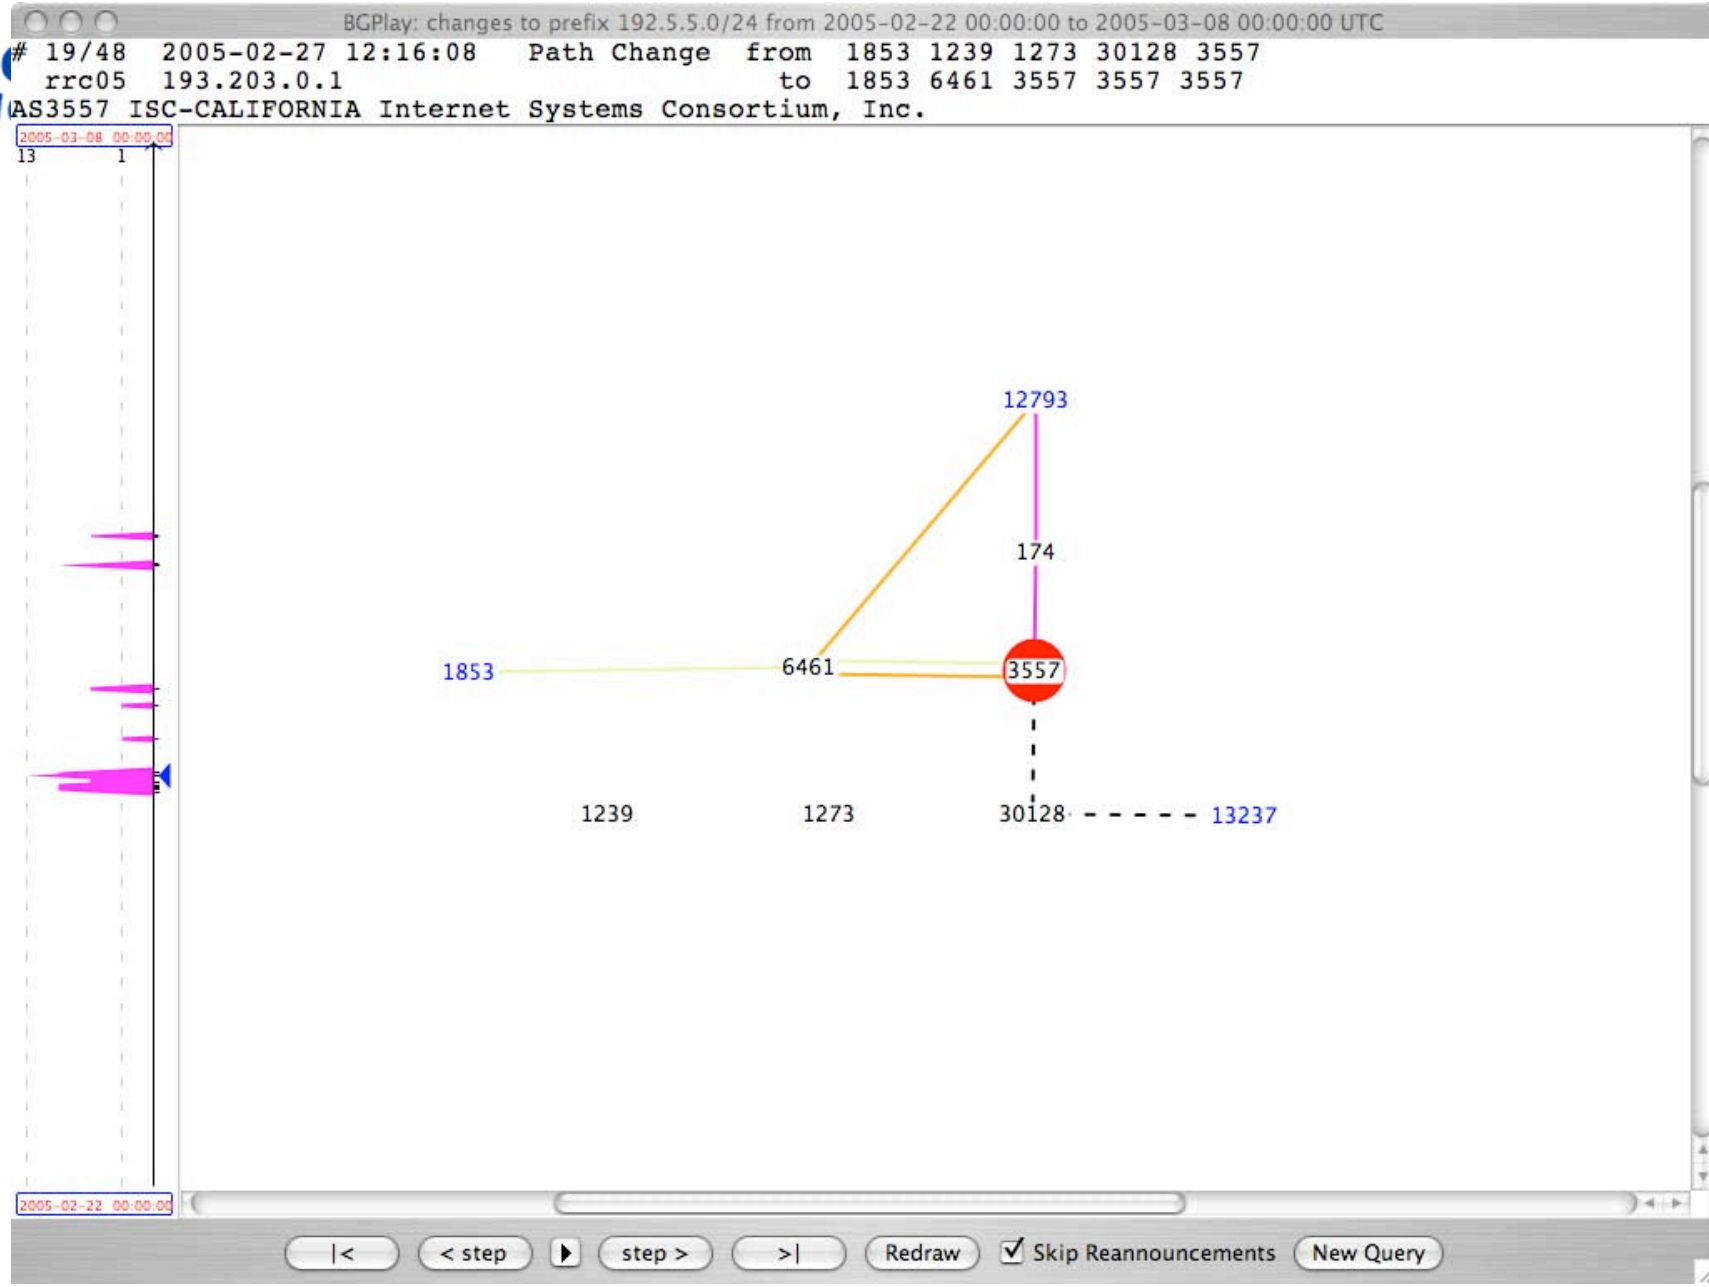 BGPlay: changes to prefix 192.5.5.0/24 from 2005-02-22 00:00:00 to 2005-03-08 00:00:00 UTC
# 19/48 2005-02-27 12:16:08 Path Change from 1853 1239 1273 30128 3557
rrc05 193.203.0.1 to 1853 6461 3557 3557 3557
AS3557 ISC-CALIFORNIA Internet Systems Consortium, Inc.
2005-03-08 00:00:00
13 1
12793
174
1853 6461 3557
1239 1273 30128 13237
2005-02-22 00:00:00
|< < step step > >| Redraw Skip Reannouncements New Query